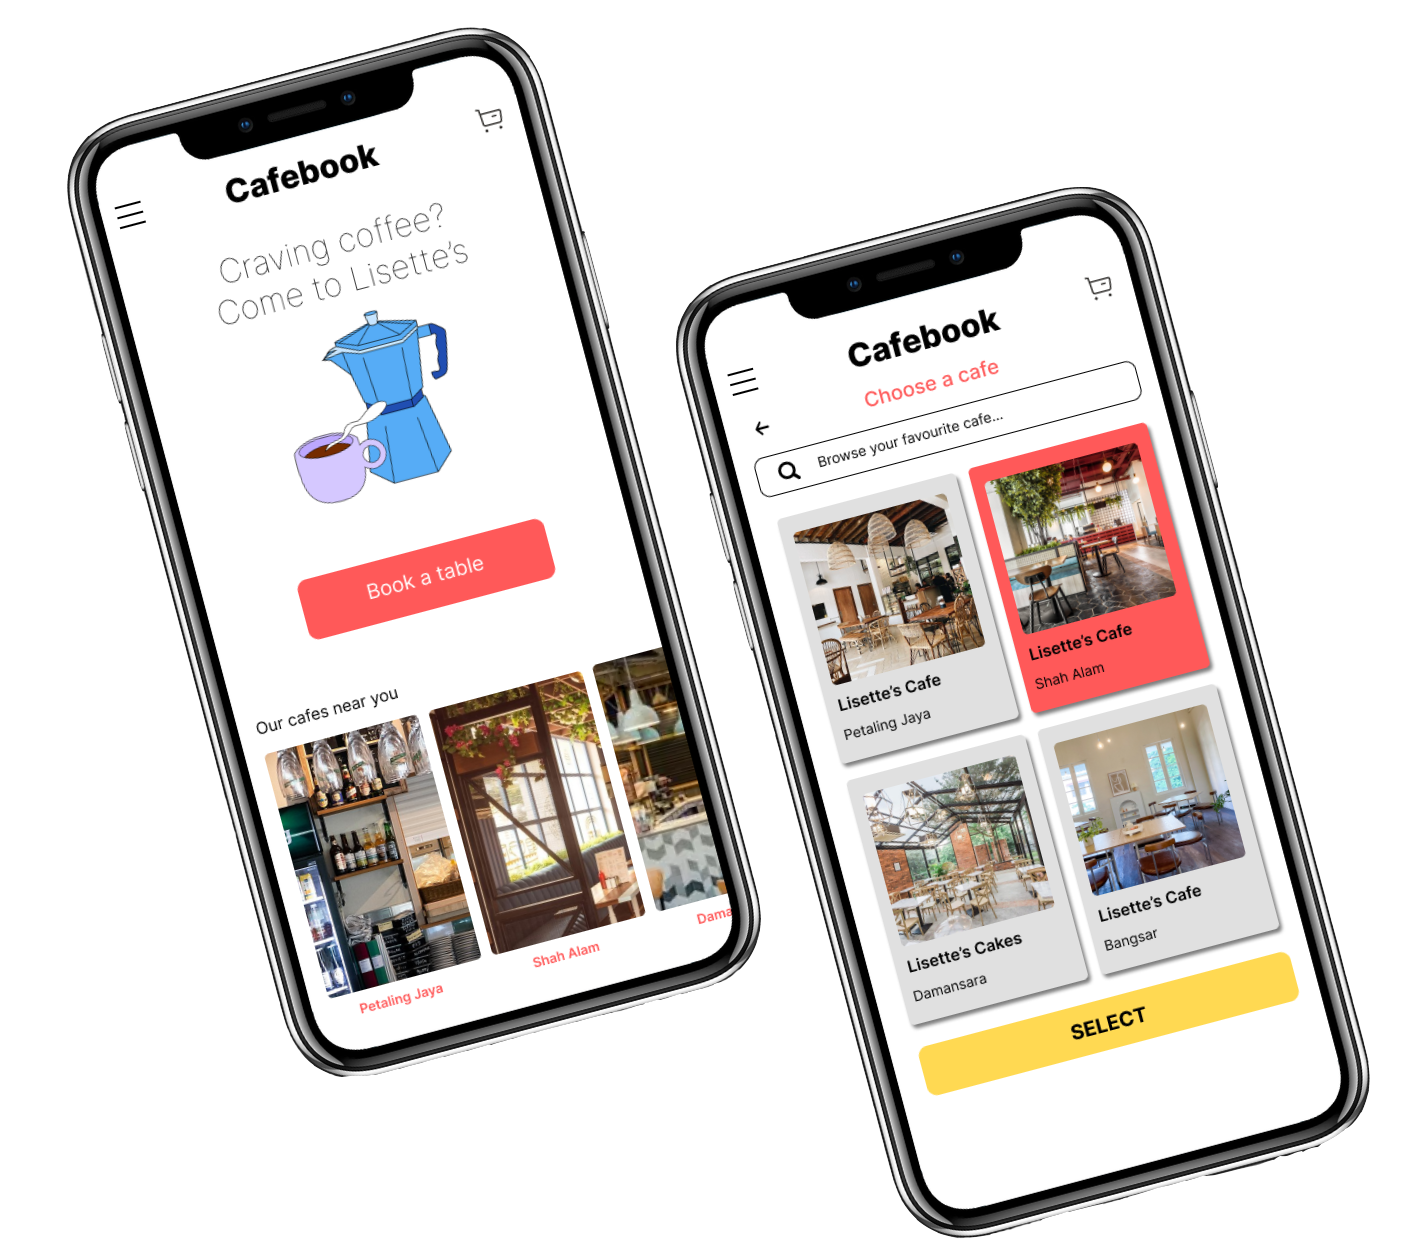 Cafebook
Craving coffee?
Come to Lisette's
Book a table
Our cafes near you
Petaling Jaya
Shah Alam
Dama
Cafebook
Choose a cafe
Browse your favourite cafe...
Lisette's Cafe
Petaling Jaya
Lisette's Cafe
Shah Alam
Lisette's Cakes
Damansara
Lisette's Cafe
Bangsar
SELECT